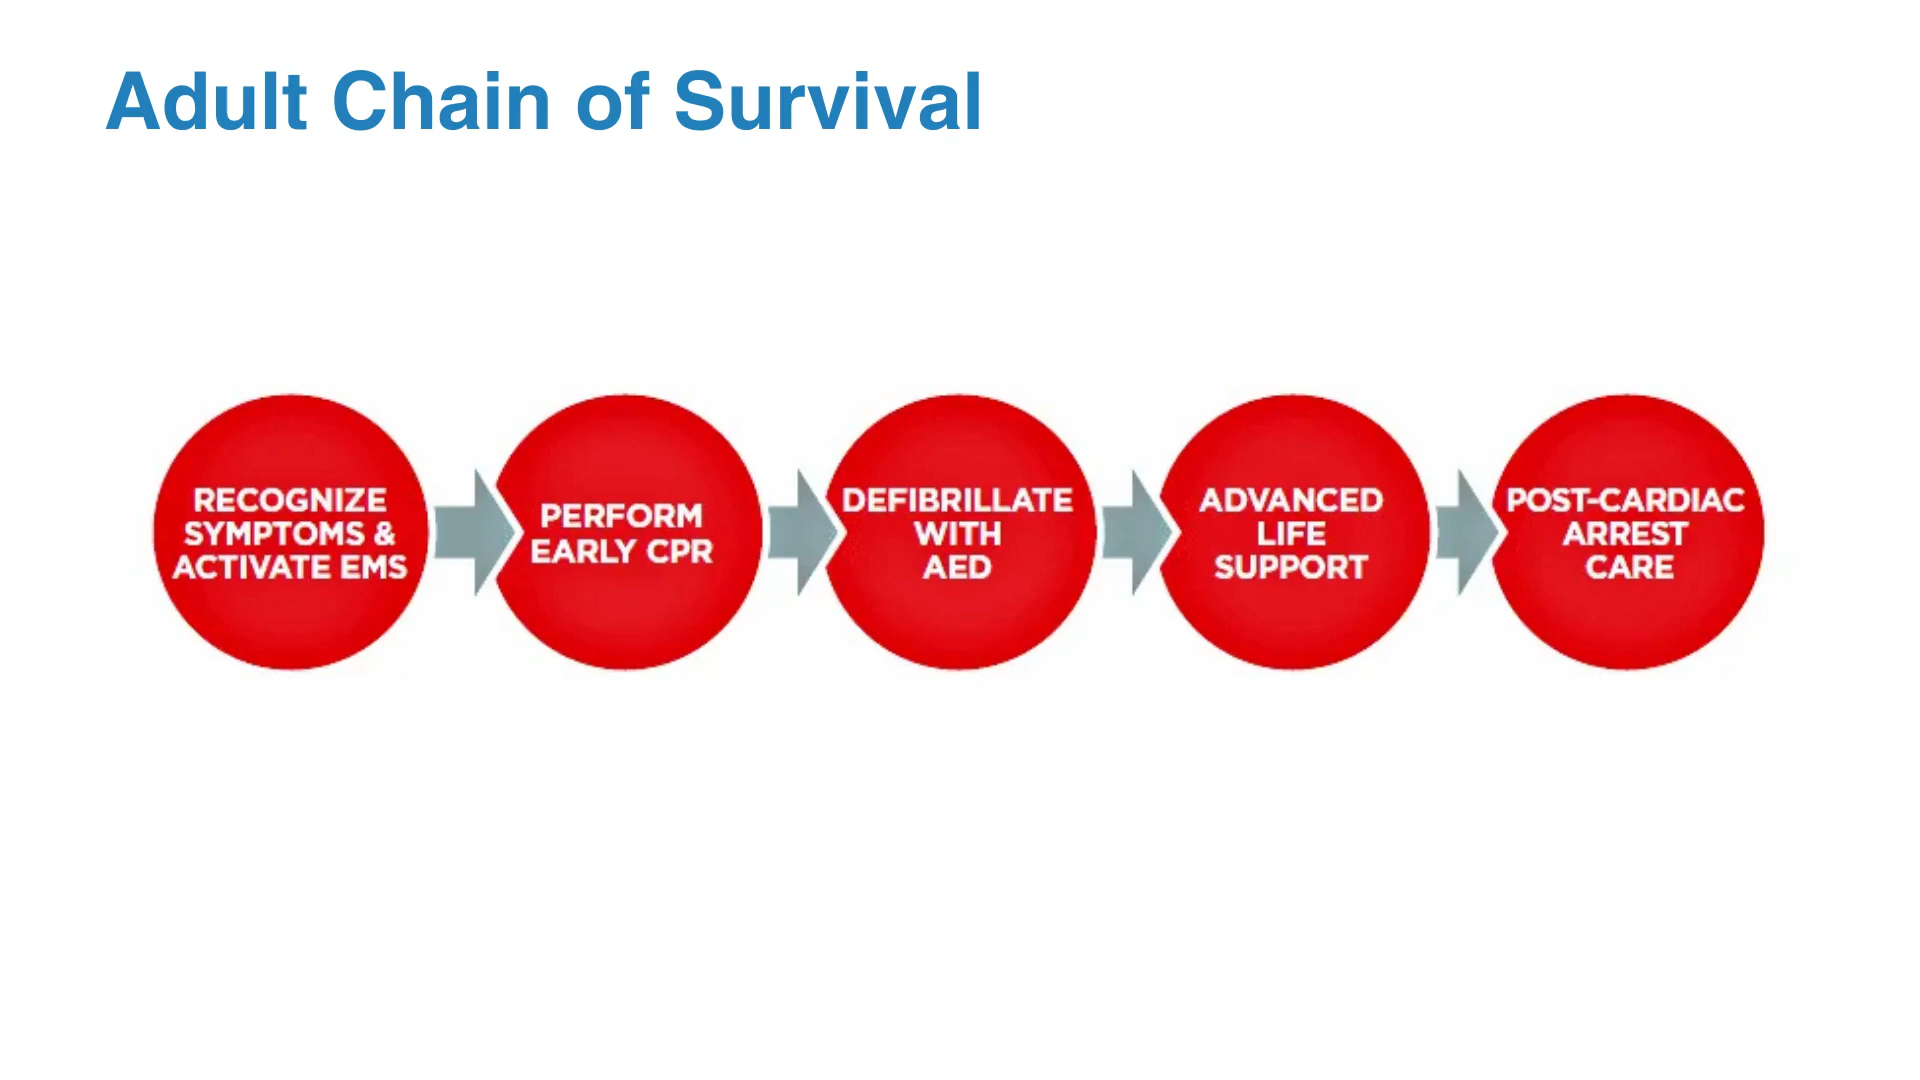 Adult Chain of Survival
RECOGNIZE
SYMPTOMS &
ACTIVATE EMS
PERFORM
EARLY CPR
DEFIBRILLATE
WITH
AED
ADVANCED
LIFE
SUPPORT
POST-CARDIAC
ARREST
CARE